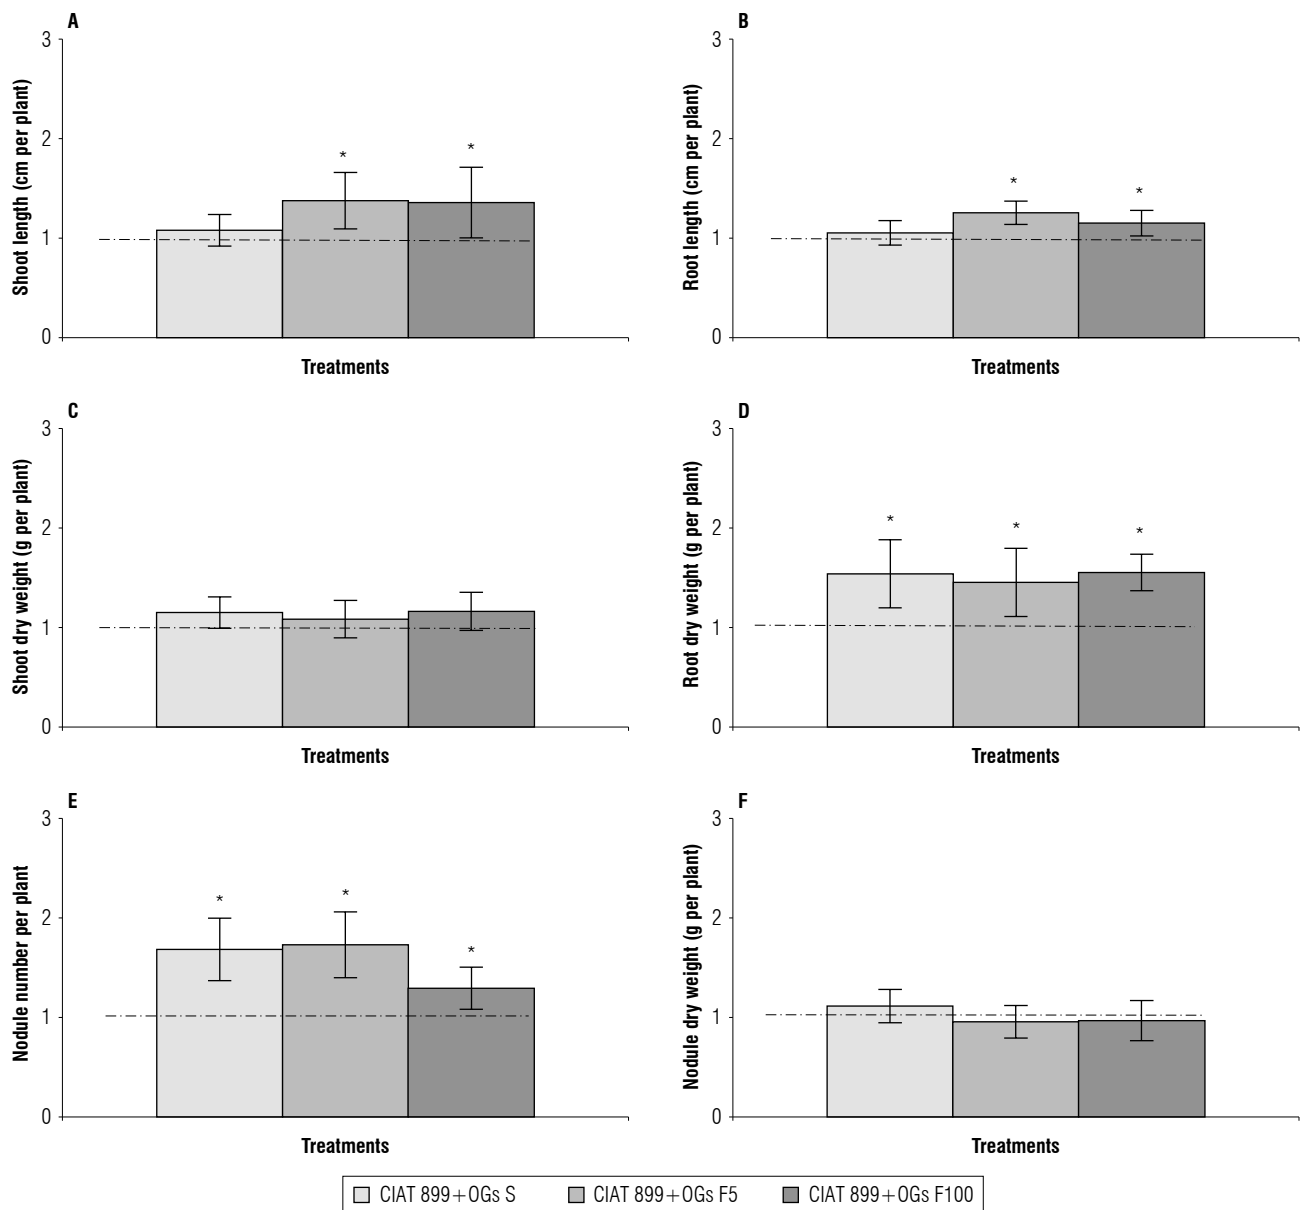 A
Shoot length (cm per plant)
3
2
1
0
*
*
Treatments
B
Root length (cm per plant)
3
2
1
0
*
*
Treatments
C
Shoot dry weight (g per plant)
3
2
1
0
Treatments
D
Root dry weight (g per plant)
3
2
1
0
*
*
*
Treatments
E
Nodule number per plant
3
2
1
0
*
*
*
Treatments
F
Nodule dry weight (g per plant)
3
2
1
0
Treatments
CIAT 899+OGs S
CIAT 899+OGs F5
CIAT 899+OGs F100